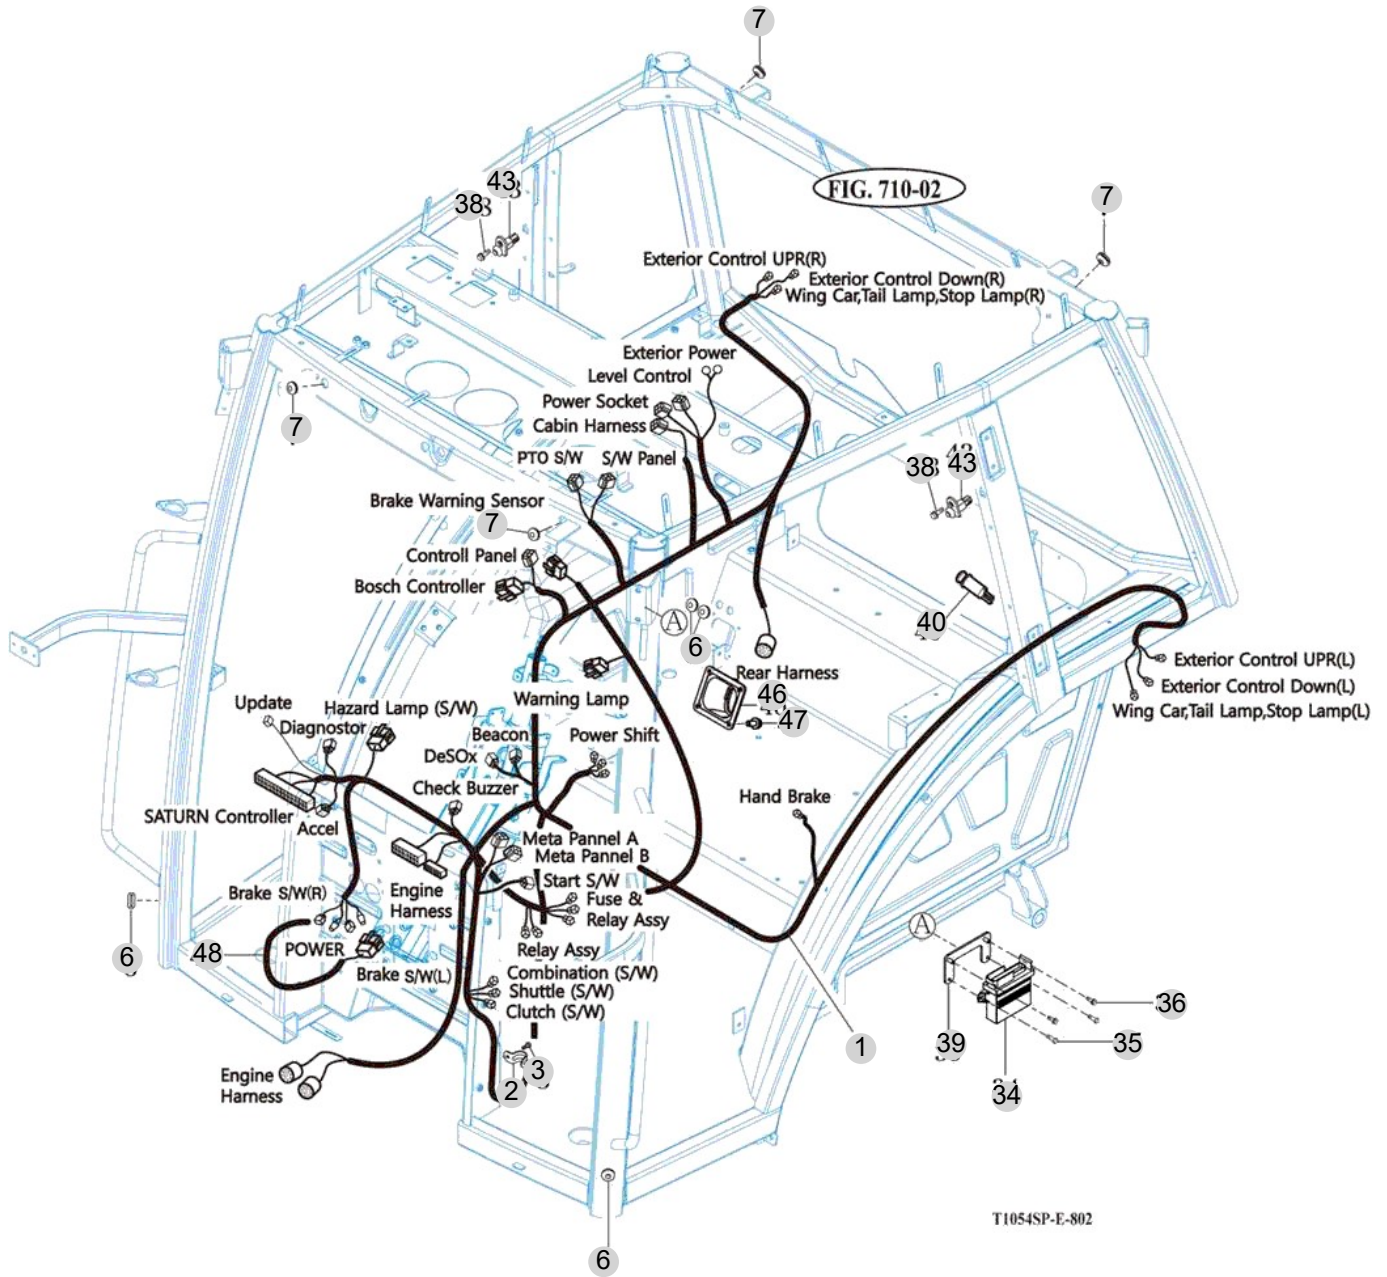 7
43
38
FIG. 710-02
7
Exterior Control UPR(R)
Exterior Control Down(R)
Wing Car,Tail Lamp,Stop Lamp(R)
Exterior Power
Level Control
Power Socket
Cabin Harness
7
PTO S/W
S/W Panel
38
43
Brake Warning Sensor
7
Controll Panel
Bosch Controller
A
6
40
Rear Harness
46
47
Exterior Control UPR(L)
Exterior Control Down(L)
Wing Car,Tail Lamp,Stop Lamp(L)
Warning Lamp
Update
Hazard Lamp (S/W)
Diagnostor
Beacon
Power Shift
DeSOx
Check Buzzer
Hand Brake
SATURN Controller
Accel
Meta Pannel A
Meta Pannel B
Start S/W
Brake S/W(R)
Engine
Harness
Fuse &
Relay Assy
A
6
48
POWER
Relay Assy
Brake S/W(L)
Combination (S/W)
Shuttle (S/W)
Clutch (S/W)
36
1
39
35
34
Engine
Harness
3
2
6
T1054SP-E-802